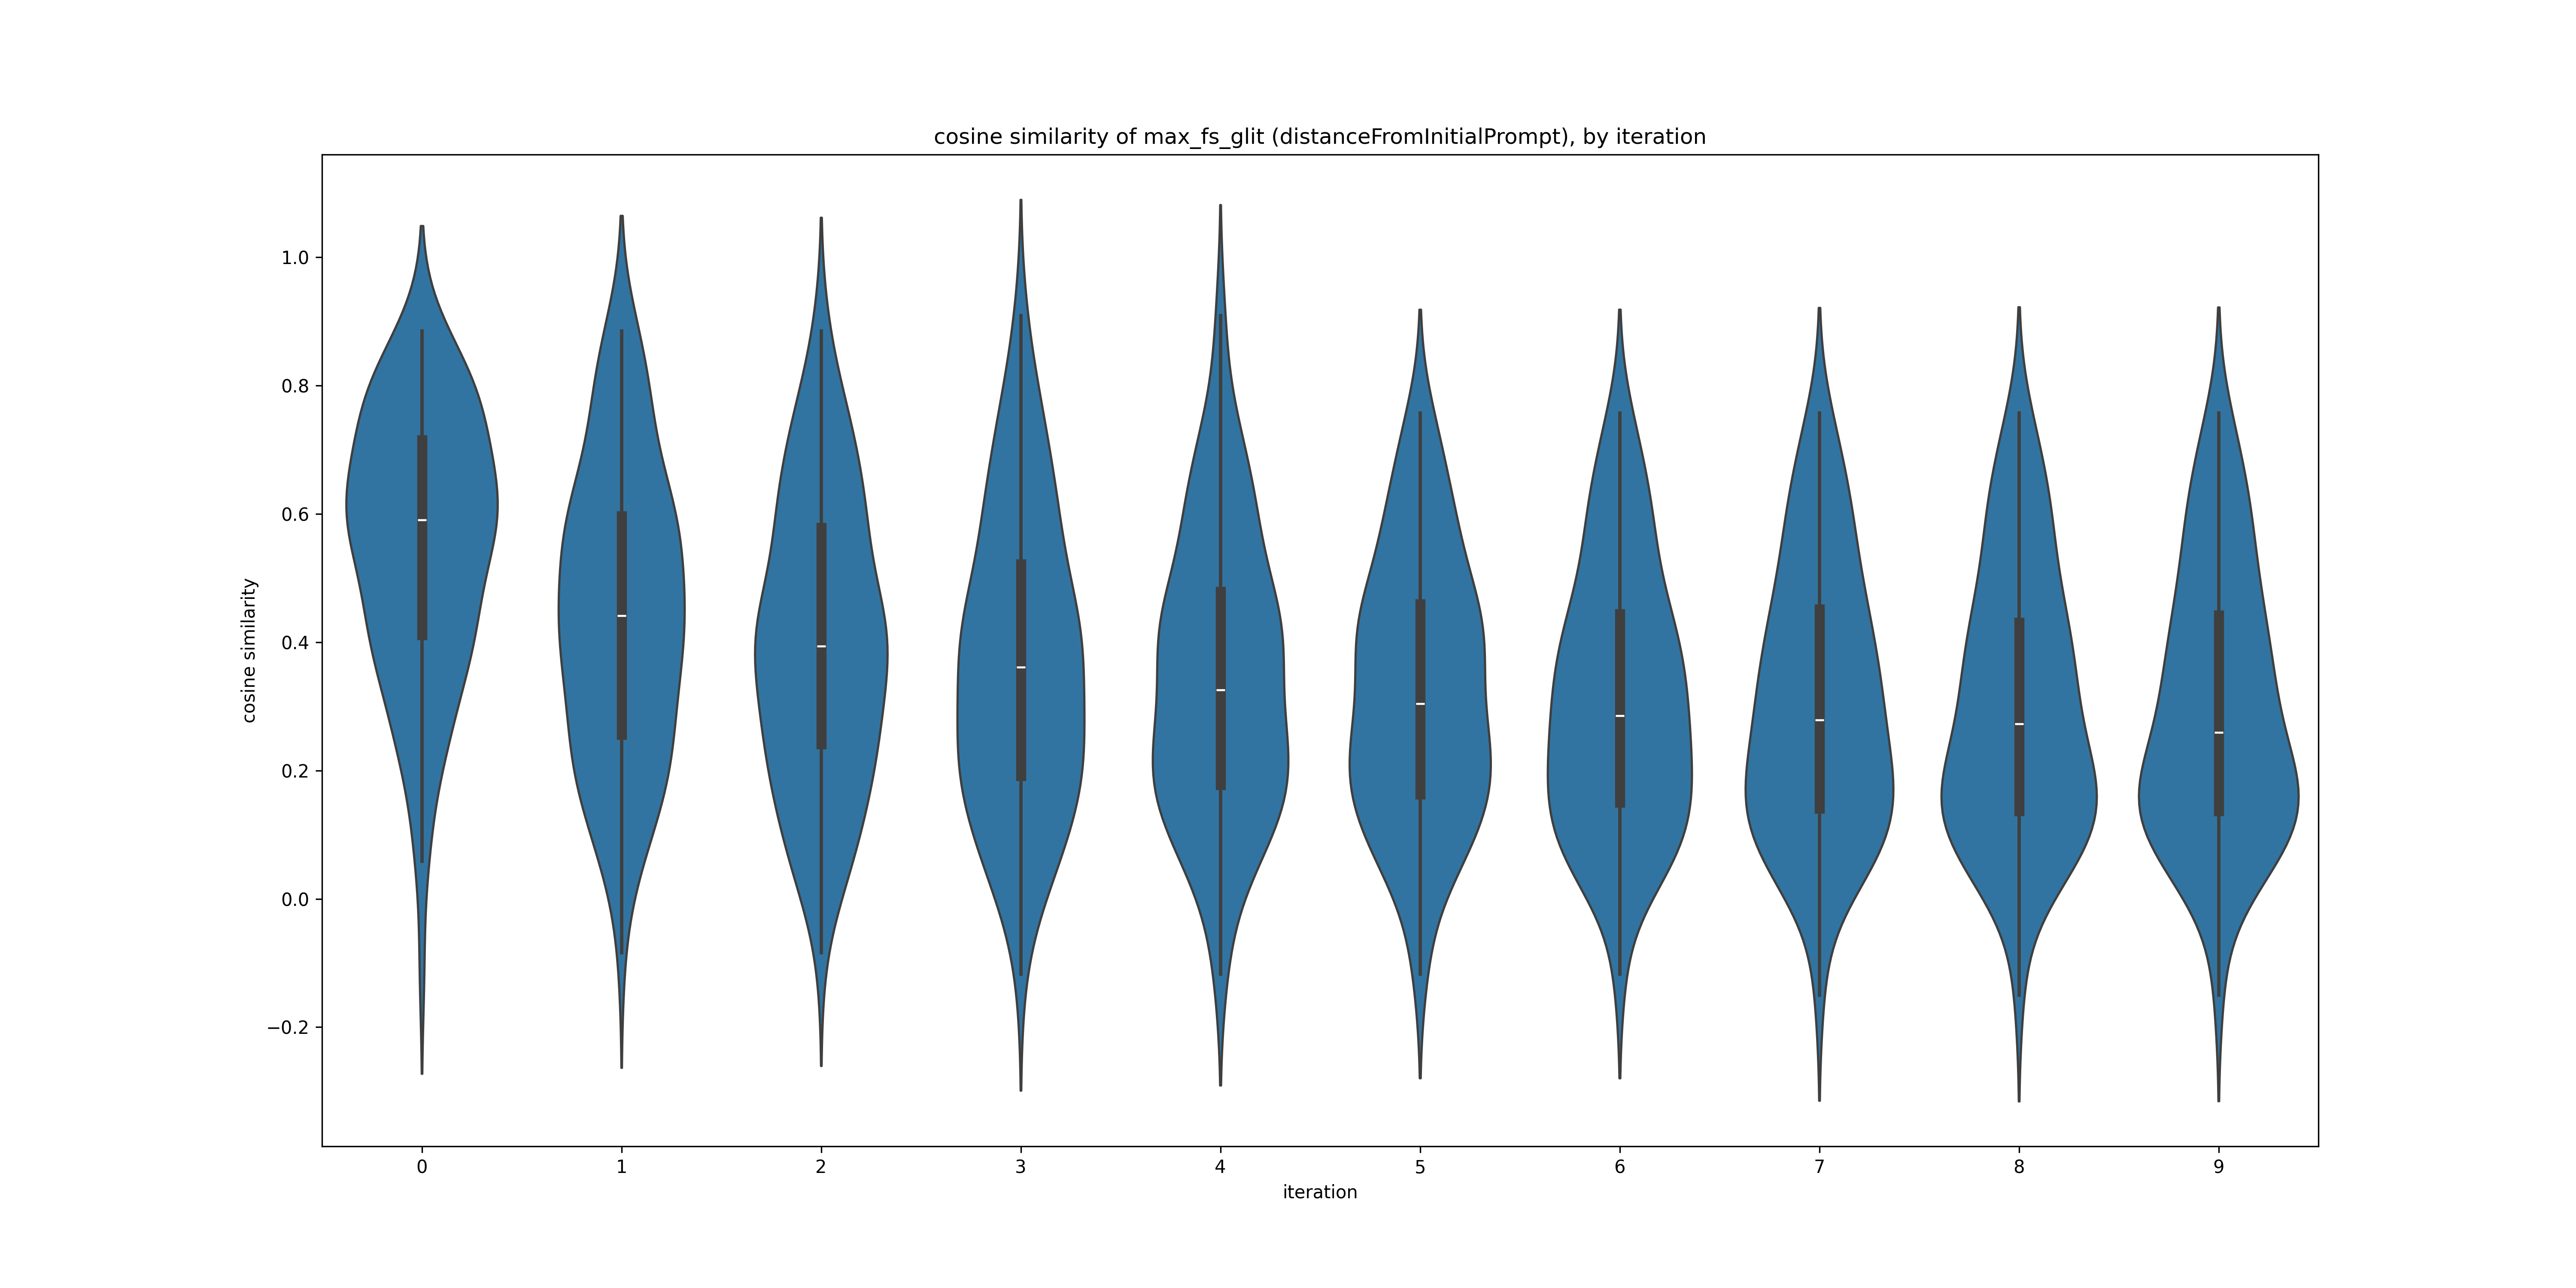 cosine similarity of max_fs_glit (distanceFromInitialPrompt), by iteration
cosine similarity
1.0
0.8
0.6
0.4
0.2
0.0
−0.2
0 1 2 3 4 5 6 7 8 9
iteration